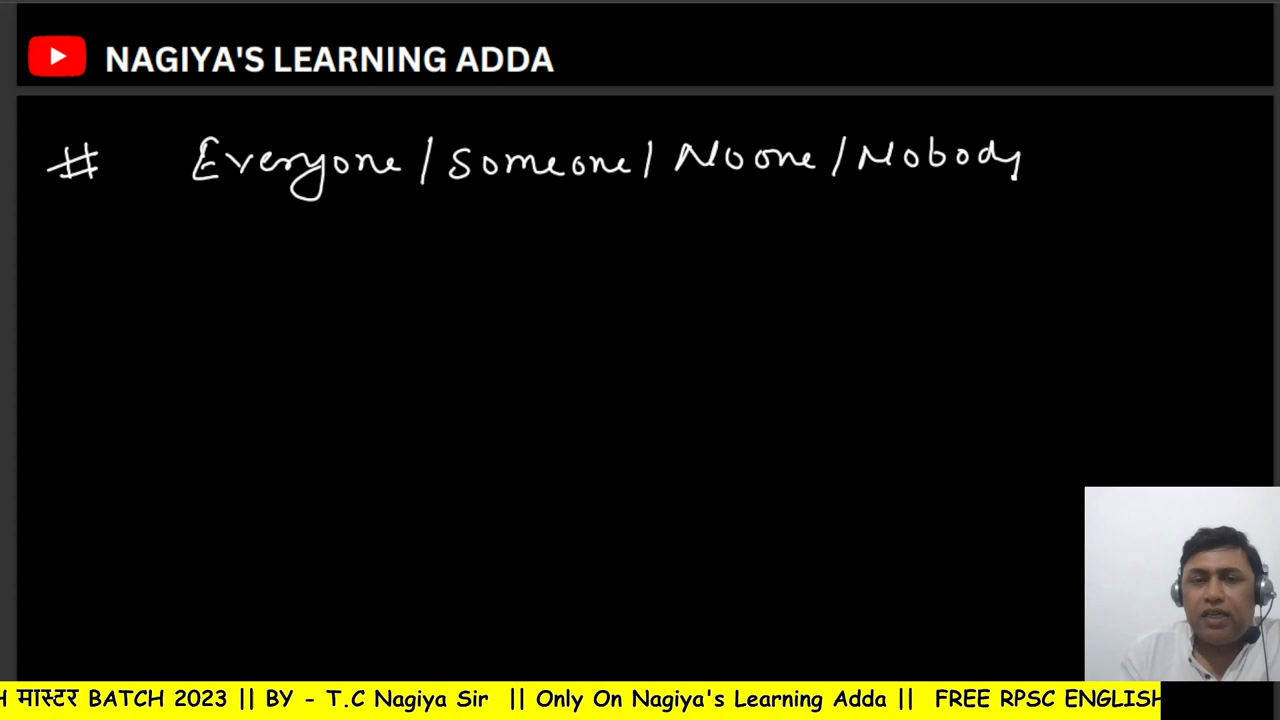 NAGIYA'S LEARNING ADDA
# Everyone / Someone / Noone / Nobody
H मास्टर BATCH 2023 || BY - T.C Nagiya Sir || Only On Nagiya's Learning Adda || FREE RPSC ENGLISH